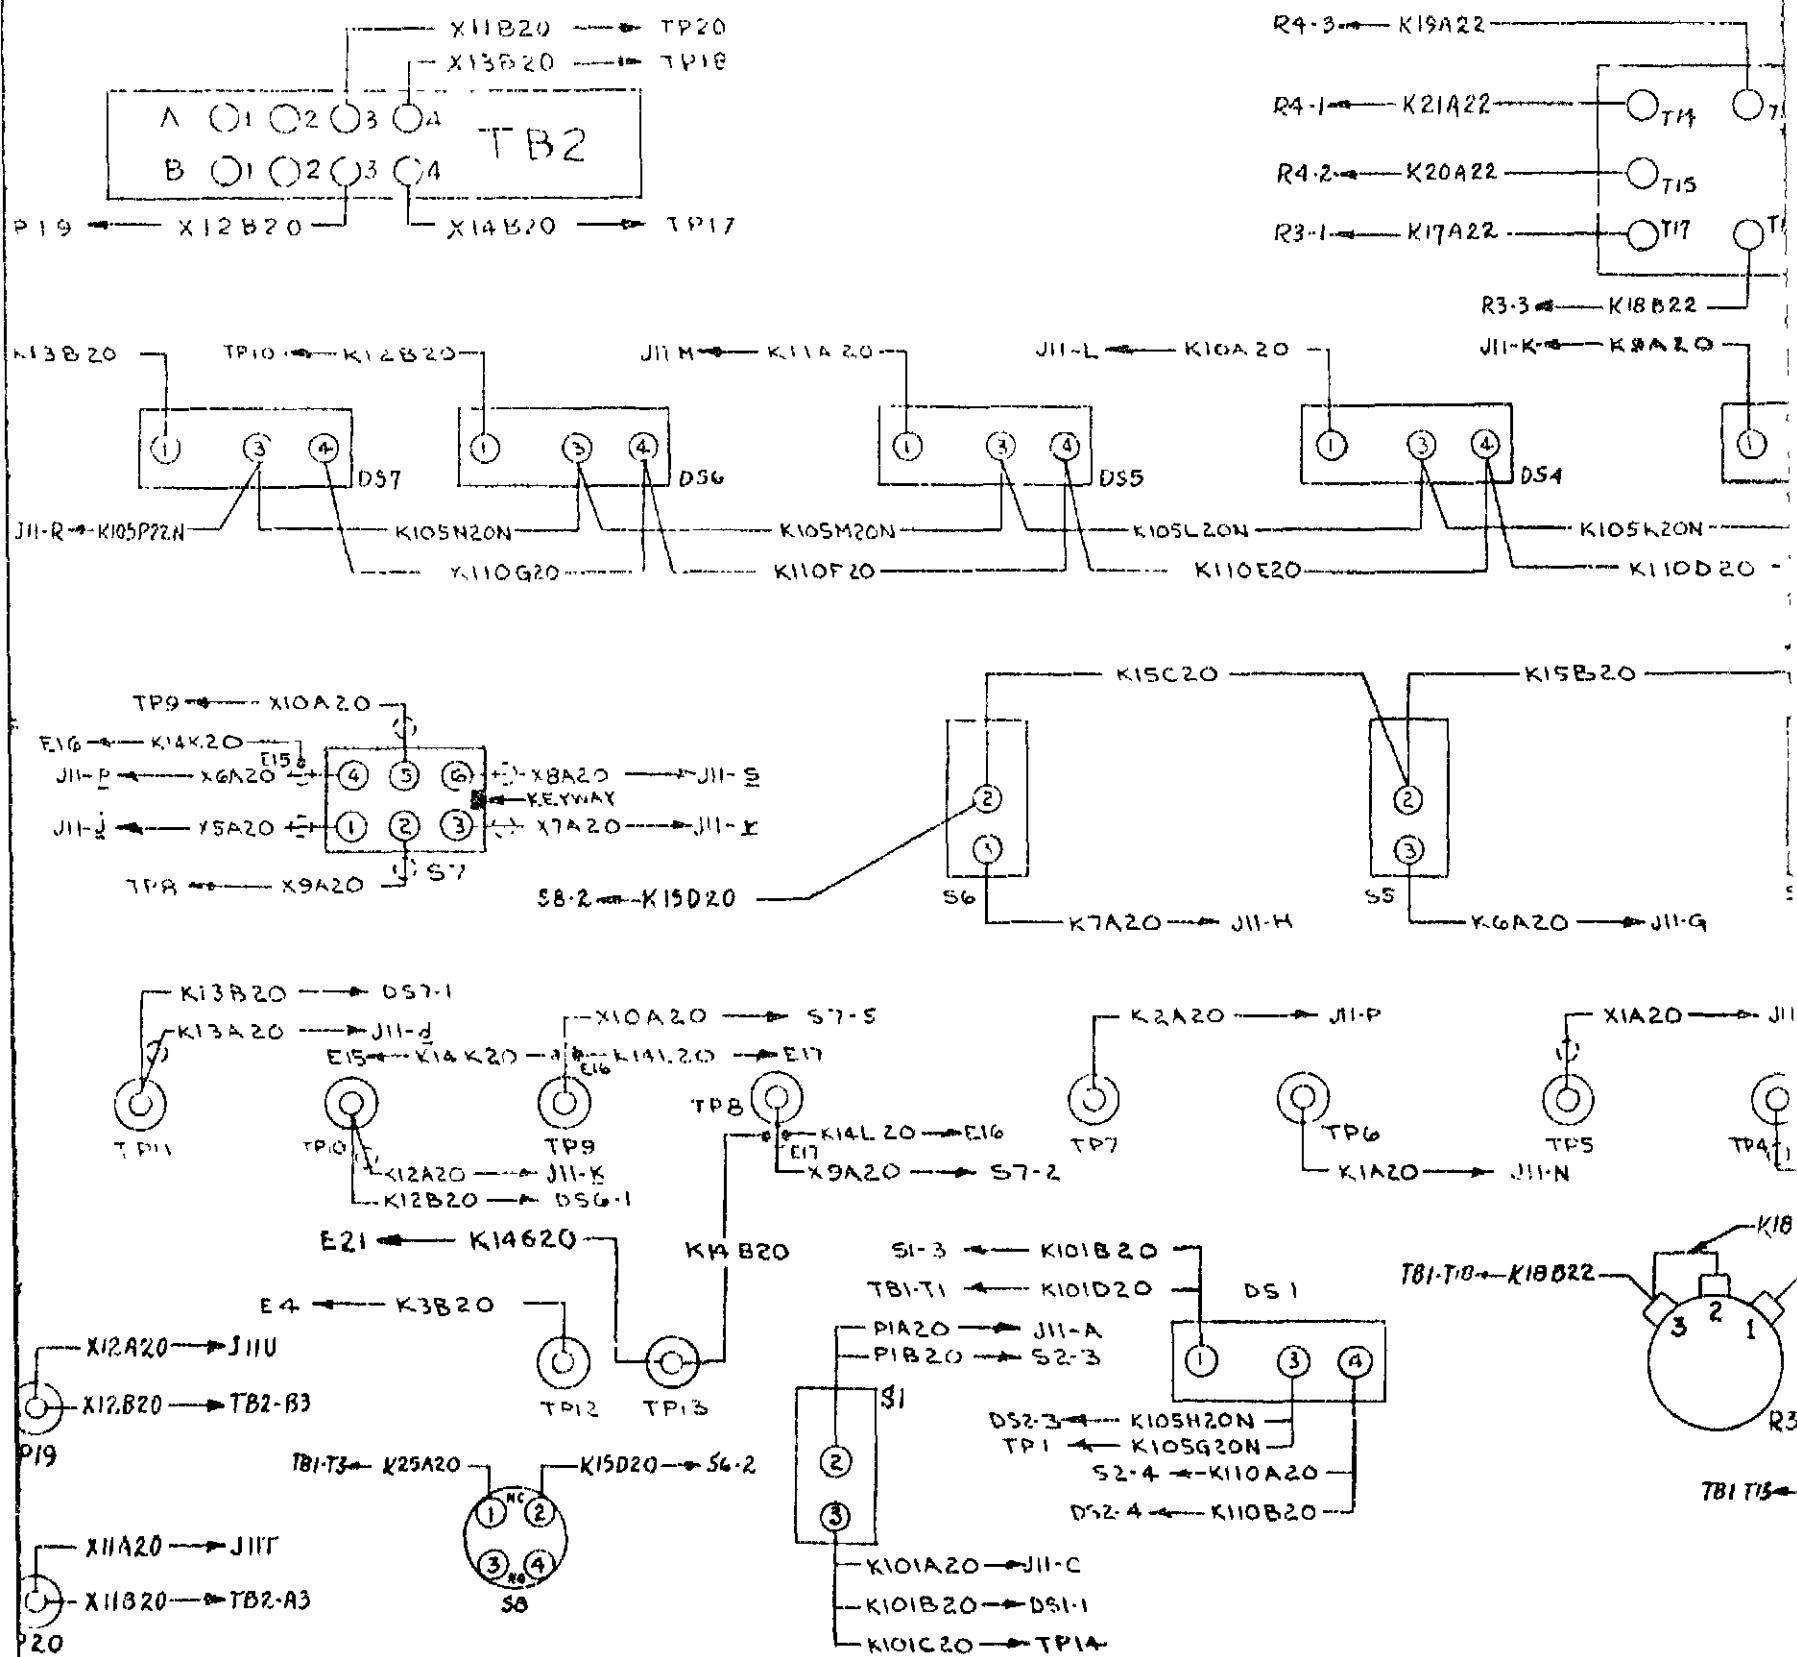 X11B20 TP20
X13B20 TP18
A 1 2 3 4
TB2
B 1 2 3 4
P19 X12B20
X14B20 TP17
R4-3 K19A22
R4-1 K21A22 T14
R4-2 K20A22 T15
R3-1 K17A22 T17
R3-3 K18B22
K13B20
TP10 K12B20
J11 M K11A20
J11-L K10A20
J11-K K9A20
1 3 4 DS7
1 3 4 DS6
1 3 4 DS5
1 3 4 DS4
1
J11-R K105P22N
K105N20N
K105M20N
K105L20N
K105K20N
K110G20
K110F20
K110E20
K110D20
K15C20
K15B20
TP9 X10A20
E16 K14K20
E15
J11-P X6A20 4 5 6 X8A20 J11-S
KEYWAY
J11-j X5A20 1 2 3 X7A20 J11-r
TP8 X9A20 S7
S8-2 K15D20
2
S6
K7A20 J11-H
2
3
S5
K6A20 J11-G
K13B20 DS7-1
K13A20 J11-d
X10A20 S7-5
K2A20 J11-P
X1A20 J11
E15 K14K20
E16
K14L20 E17
TP11
TP10
TP9
TP8
TP7
TP6
TP5
TP4
K14L20 E16
E17
X9A20 S7-2
K12A20 J11-K
K12B20 DS6-1
K1A20 J11-N
E21 K14G20
K14B20
E4 K3B20
TP12
TP13
S1-3 K101B20
TB1-T1 K101D20
DS1
P1A20 J11-A
P1B20 S2-3
1 3 4
S1
2
3
DS2-3 K105H20N
TP1 K105G20N
S2-4 K110A20
DS2-4 K110B20
K18
TB1-T18 K18B22
3 2 1
R3
TB1 T15
X12A20 J11U
X12B20 TB2-B3
P19
TB1-T3 K25A20
K15D20 S6-2
NC
1 2
3 4
S8
X11A20 J11T
X11B20 TB2-A3
P20
K101A20 J11-C
K101B20 DS1-1
K101C20 TP14